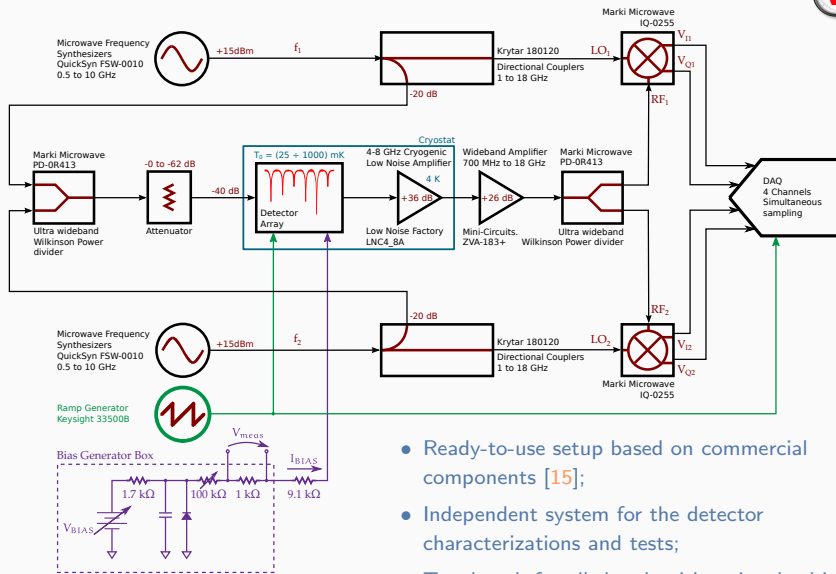 Microwave Frequency
Synthesizers
QuickSyn FSW-0010
0.5 to 10 GHz
+15dBm
f1
-20 dB
Krytar 180120
Directional Couplers
1 to 18 GHz
LO1
Marki Microwave
IQ-0255
VI1
VQ1
RF1
Marki Microwave
PD-0R413
Ultra wideband
Wilkinson Power
divider
-0 to -62 dB
Attenuator
-40 dB
Cryostat
T0 = (25 ÷ 1000) mK
Detector
Array
4-8 GHz Cryogenic
Low Noise Amplifier
4 K
+36 dB
Low Noise Factory
LNC4_8A
Wideband Amplifier
700 MHz to 18 GHz
+26 dB
Mini-Circuits.
ZVA-183+
Marki Microwave
PD-0R413
Ultra wideband
Wilkinson Power divider
DAQ
4 Channels
Simultaneous
sampling
Microwave Frequency
Synthesizers
QuickSyn FSW-0010
0.5 to 10 GHz
+15dBm
f2
-20 dB
Krytar 180120
Directional Couplers
1 to 18 GHz
LO2
RF2
VI2
VQ2
Marki Microwave
IQ-0255
Ramp Generator
Keysight 33500B
Bias Generator Box
Vmeas
IBIAS
1.7 kΩ
100 kΩ
1 kΩ
9.1 kΩ
VBIAS
• Ready-to-use setup based on commercial
components [15];
• Independent system for the detector
characterizations and tests;